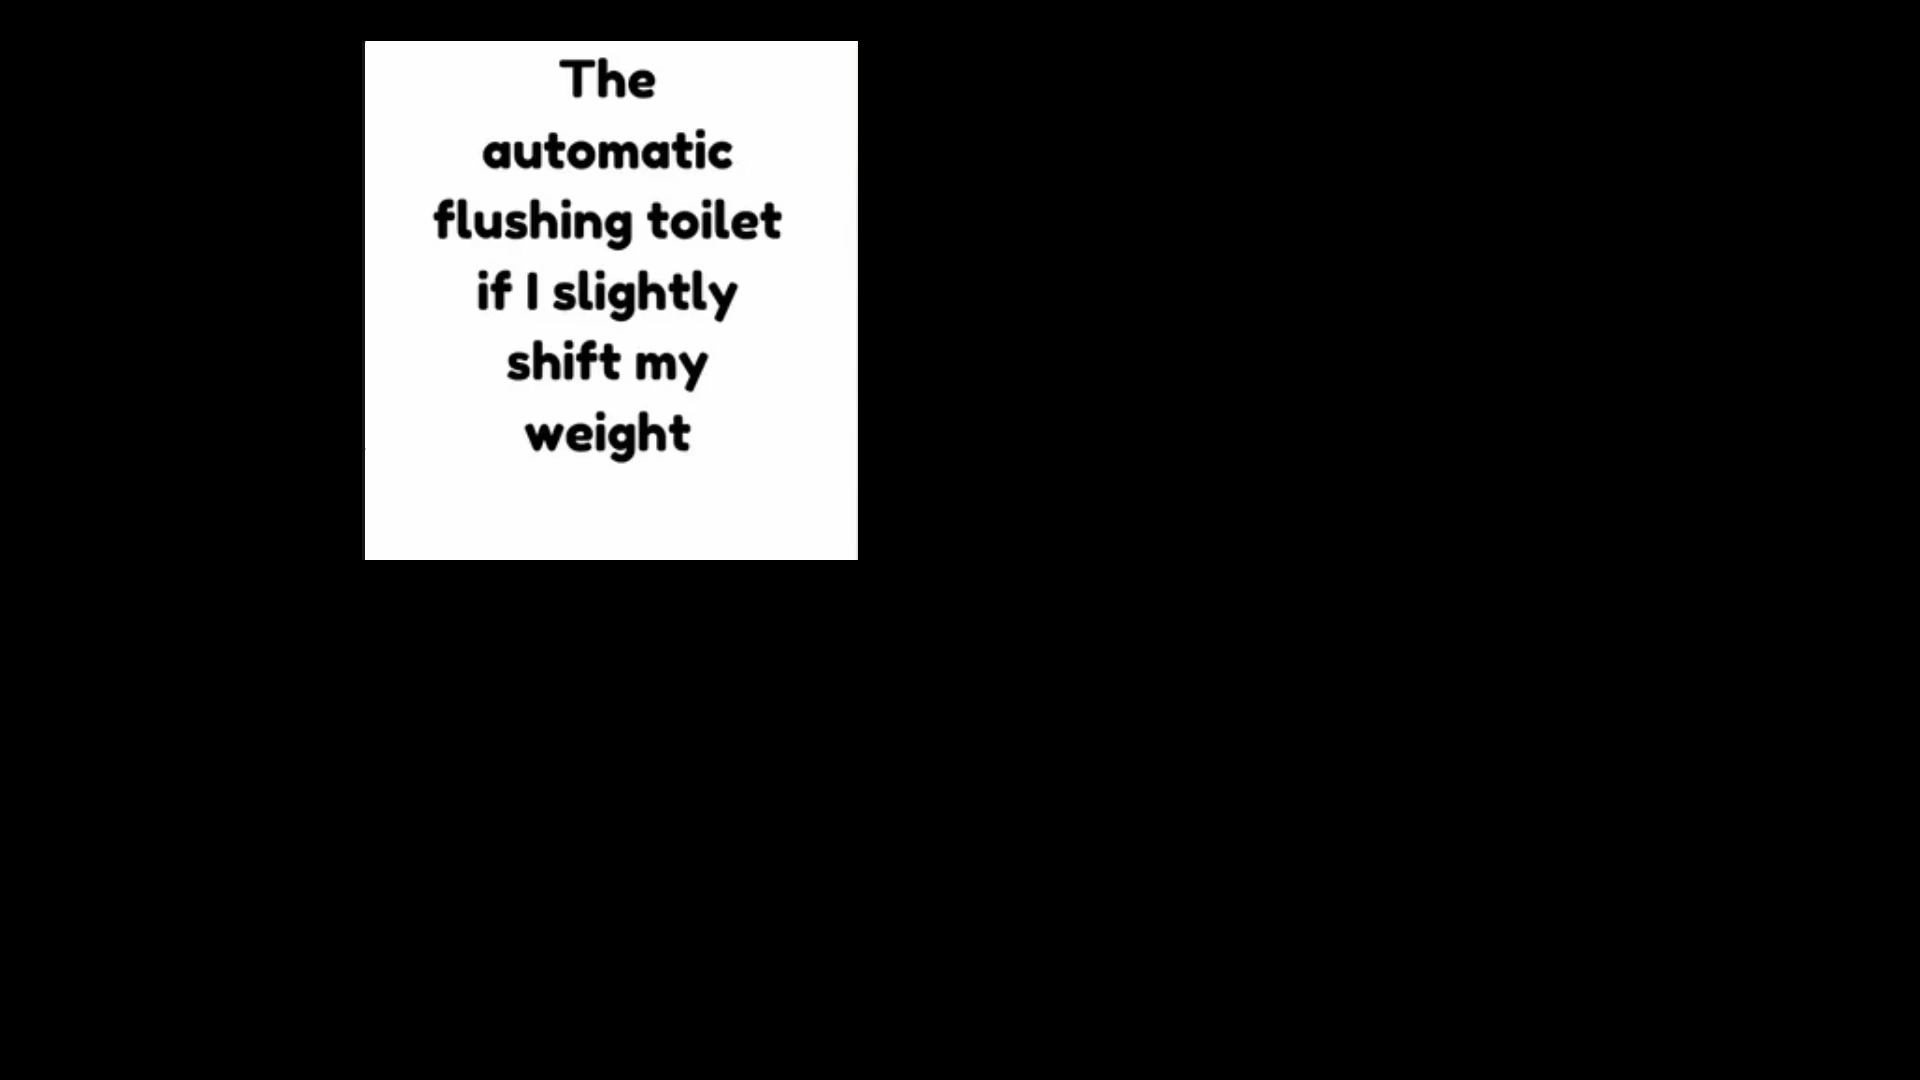 The
automatic
flushing toilet
if I slightly
shift my
weight